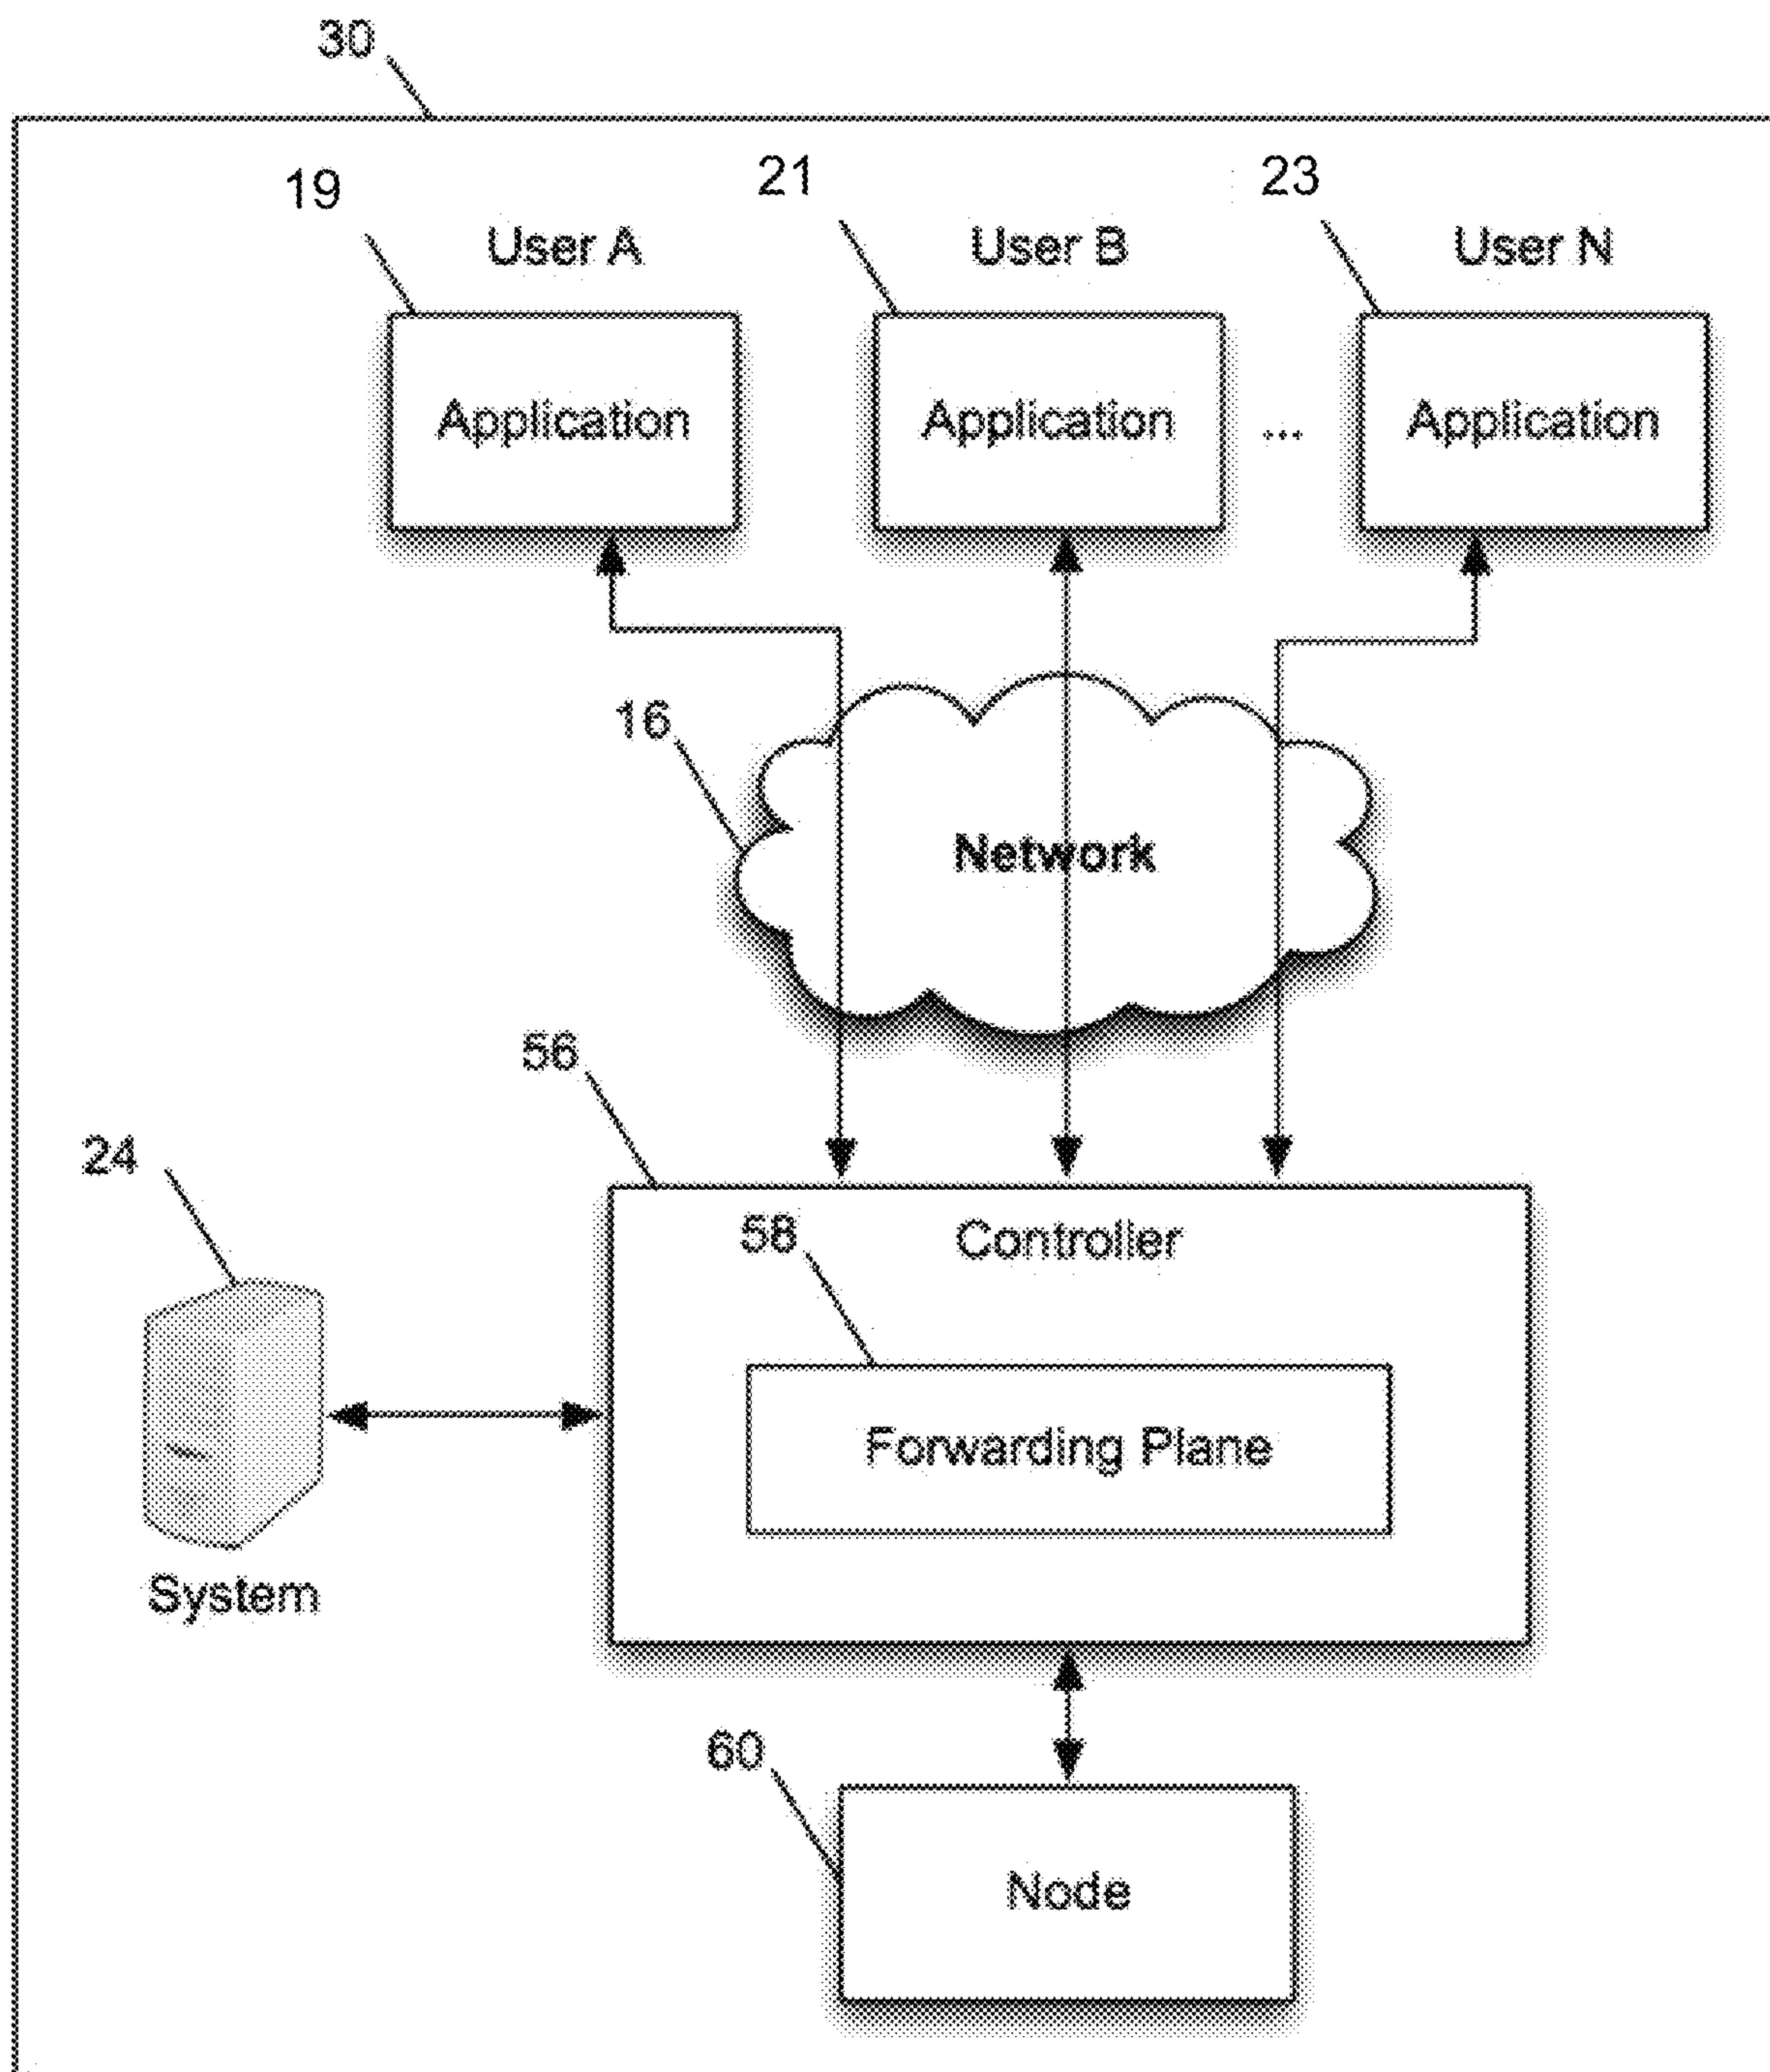 30
19
21
23
User A
User B
User N
Application
Application
...
Application
16
Network
56
24
58
Controller
Forwarding Plane
System
60
Node